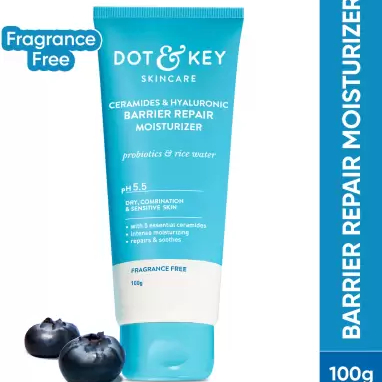 Fragrance
Free
DOT & KEY
SKINCARE
CERAMIDES & HYALURONIC
BARRIER REPAIR
MOISTURIZER
probiotics & rice water
pH 5.5
DRY, COMBINATION
& SENSITIVE SKIN
• with 5 essential ceramides
• intense moisturizing
• repairs & soothes
FRAGRANCE FREE
100g
BARRIER REPAIR MOISTURIZER
100g